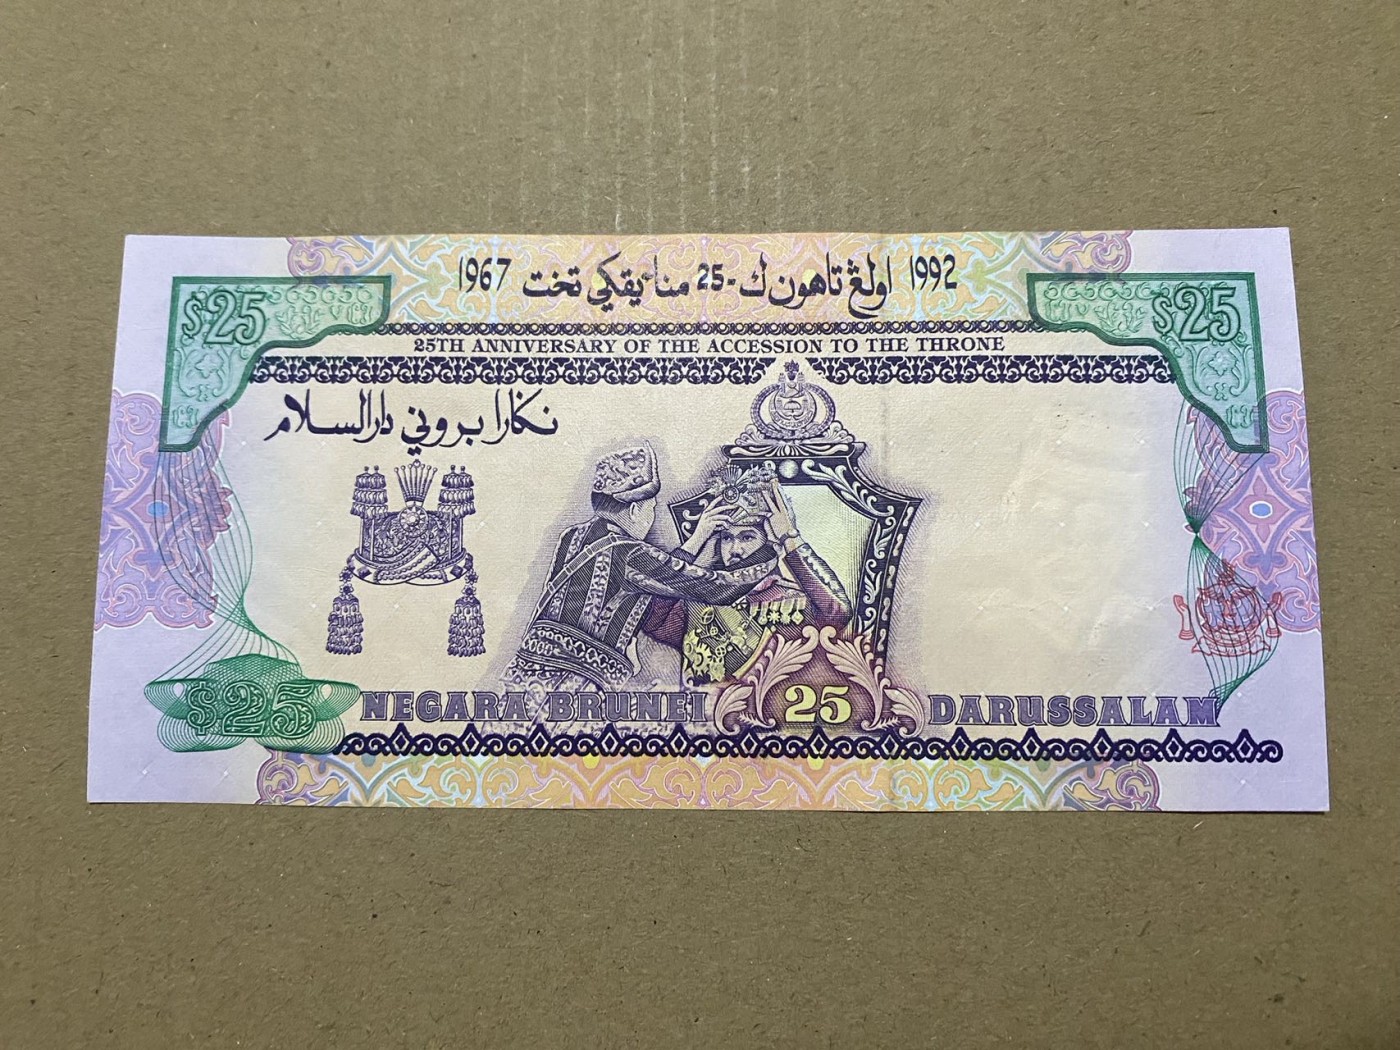 1967 اولڠ تاهون ك-25 مناءيقكي تخت 1992
$25
$25
25TH ANNIVERSARY OF THE ACCESSION TO THE THRONE
نڬارا بروني دارالسلام
$25
NEGARA BRUNEI 25 DARUSSALAM